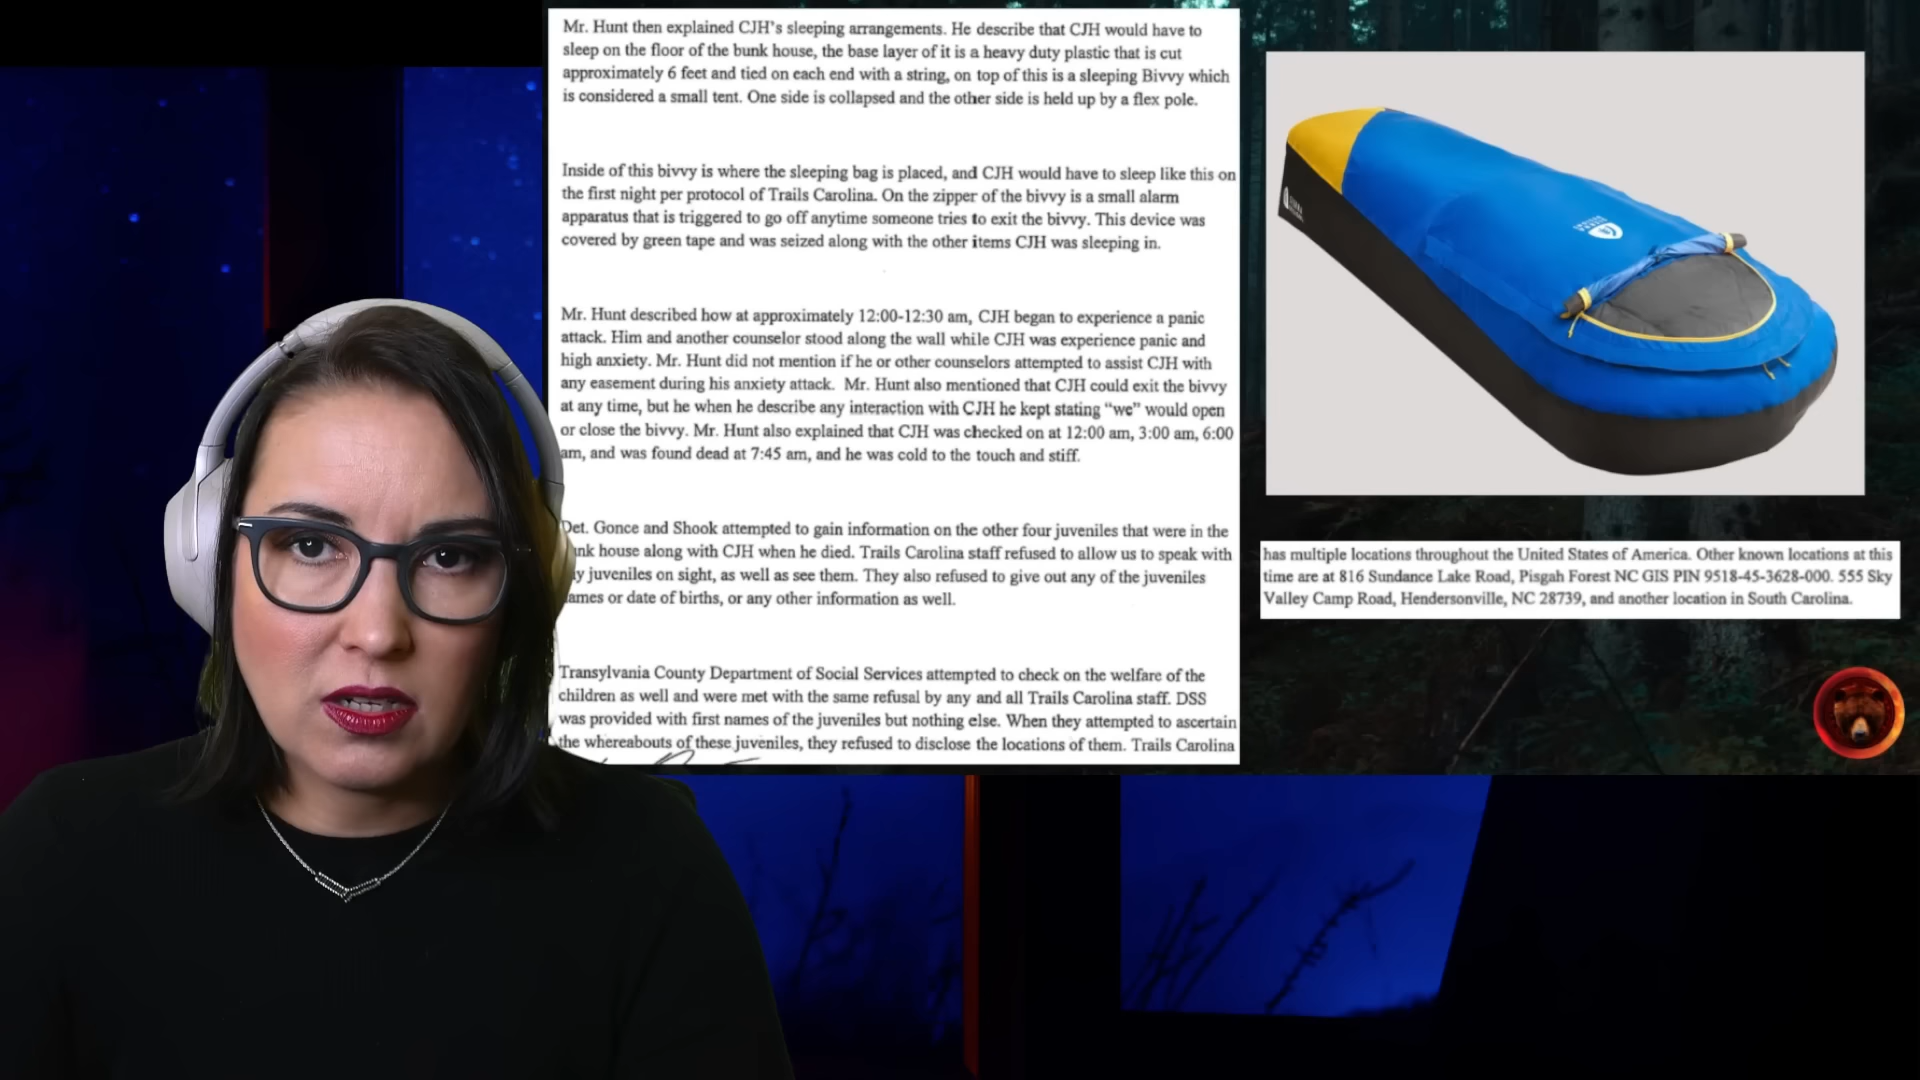 Mr. Hunt then explained CJH's sleeping arrangements. He describe that CJH would have to
sleep on the floor of the bunk house, the base layer of it is a heavy duty plastic that is cut
approximately 6 feet and tied on each end with a string, on top of this is a sleeping Bivvy which
is considered a small tent. One side is collapsed and the other side is held up by a flex pole.
Inside of this bivvy is where the sleeping bag is placed, and CJH would have to sleep like this on
the first night per protocol of Trails Carolina. On the zipper of the bivvy is a small alarm
apparatus that is triggered to go off anytime someone tries to exit the bivvy. This device was
covered by green tape and was seized along with the other items CJH was sleeping in.
Mr. Hunt described how at approximately 12:00-12:30 am, CJH began to experience a panic
attack. Him and another counselor stood along the wall while CJH was experience panic and
high anxiety. Mr. Hunt did not mention if he or other counselors attempted to assist CJH with
any easement during his anxiety attack. Mr. Hunt also mentioned that CJH could exit the bivvy
at any time, but he when he describe any interaction with CJH he kept stating "we" would open
or close the bivvy. Mr. Hunt also explained that CJH was checked on at 12:00 am, 3:00 am, 6:00
am, and was found dead at 7:45 am, and he was cold to the touch and stiff.
Det. Gonce and Shook attempted to gain information on the other four juveniles that were in the
house along with CJH when he died. Trails Carolina staff refused to allow us to speak with
juveniles on sight, as well as see them. They also refused to give out any of the juveniles
or date of births, or any other information as well.
Transylvania County Department of Social Services attempted to check on the welfare of the
children as well and were met with the same refusal by any and all Trails Carolina staff. DSS
was provided with first names of the juveniles but nothing else. When they attempted to ascertain
the whereabouts of these juveniles, they refused to disclose the locations of them. Trails Carolina
has multiple locations throughout the United States of America. Other known locations at this
time are at 816 Sundance Lake Road, Pisgah Forest NC GIS PIN 9518-45-3628-000. 555 Sky
Valley Camp Road, Hendersonville, NC 28739, and another location in South Carolina.